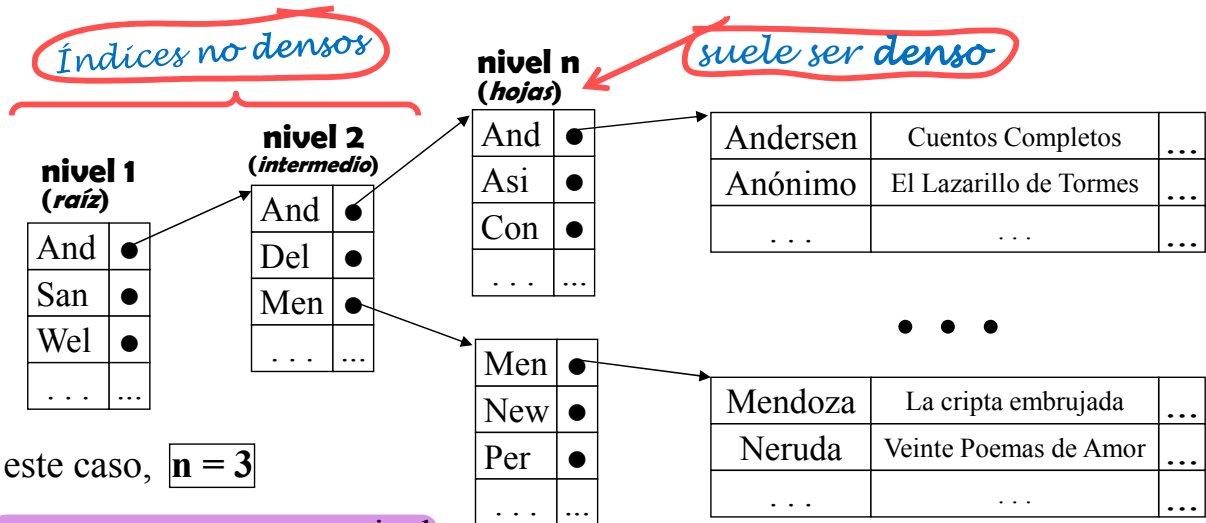 Índices no densos
suele ser denso
nivel 1
(raíz)
And ●
San ●
Wel ●
. . . ...
nivel 2
(intermedio)
And ●
Del ●
Men ●
. . . ...
nivel n
(hojas)
And ●
Asi ●
Con ●
. . . ...
Men ●
New ●
Per ●
. . . ...
Andersen Cuentos Completos ...
Anónimo El Lazarillo de Tormes ...
. . . . . . ...
● ● ●
Mendoza La cripta embrujada ...
Neruda Veinte Poemas de Amor ...
. . . . . . ...
este caso, n = 3